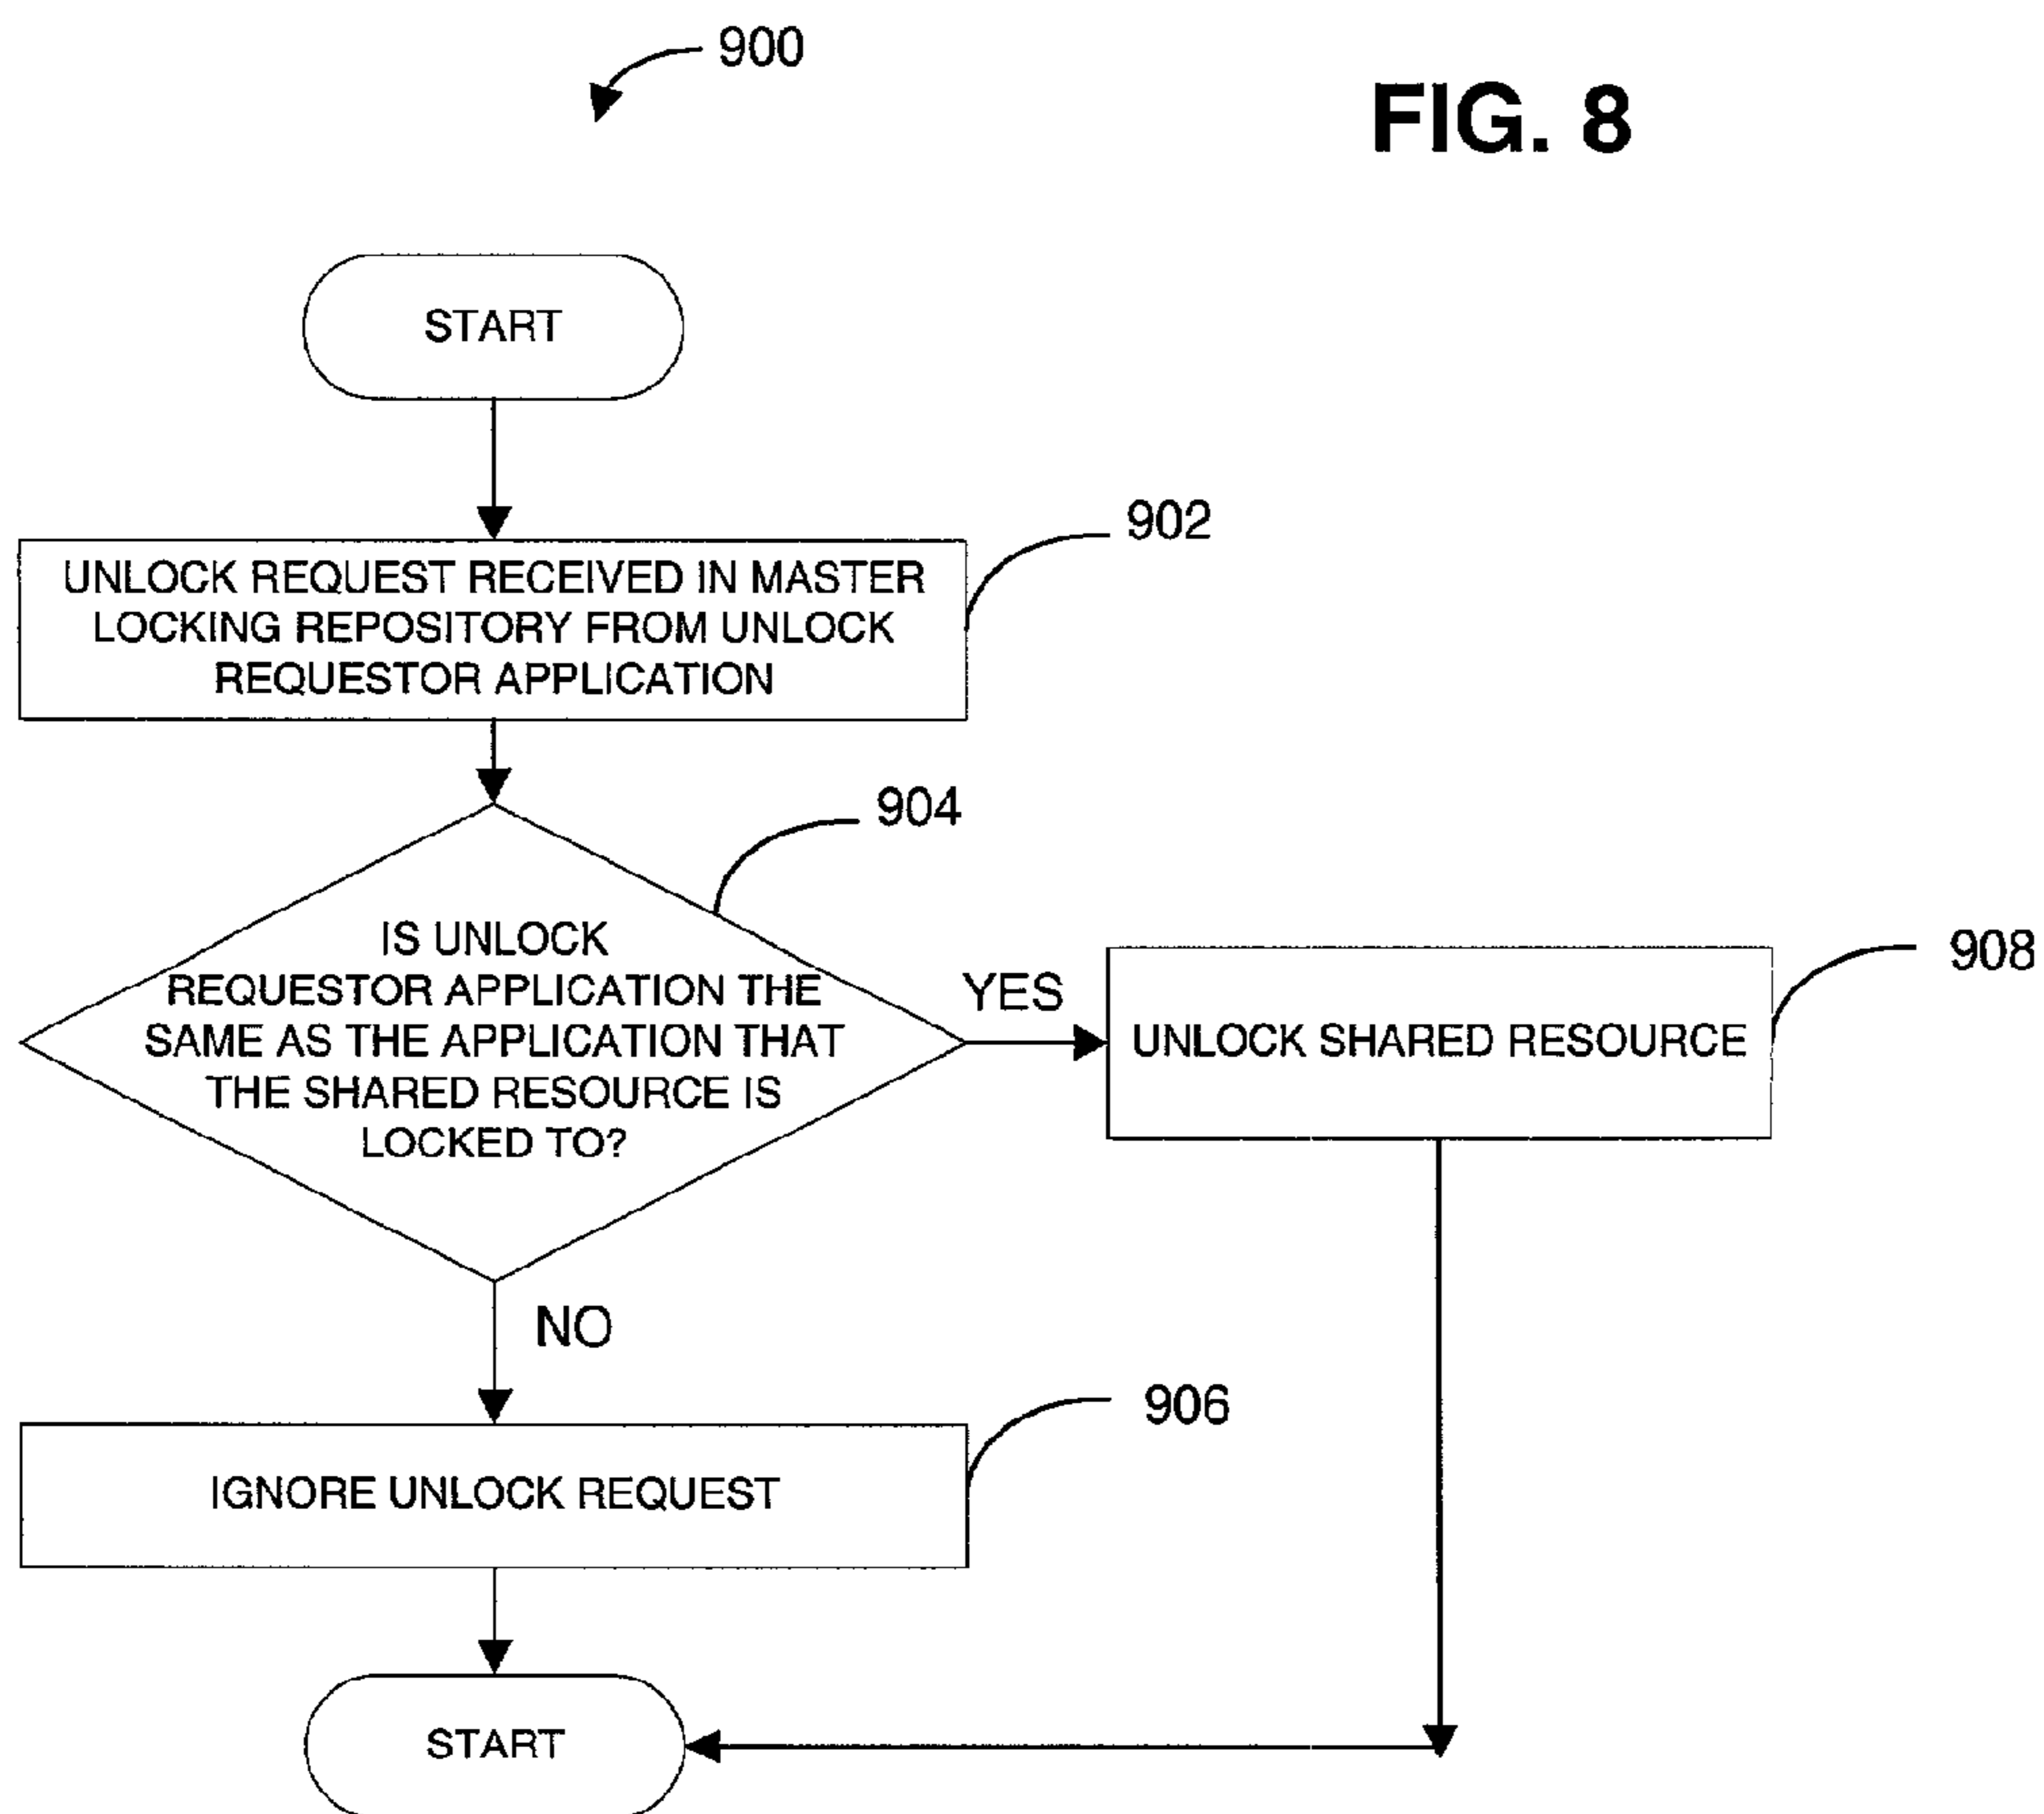 900
FIG. 8
START
902
UNLOCK REQUEST RECEIVED IN MASTER
LOCKING REPOSITORY FROM UNLOCK
REQUESTOR APPLICATION
904
IS UNLOCK
REQUESTOR APPLICATION THE
SAME AS THE APPLICATION THAT
THE SHARED RESOURCE IS
LOCKED TO?
YES
908
UNLOCK SHARED RESOURCE
NO
906
IGNORE UNLOCK REQUEST
START